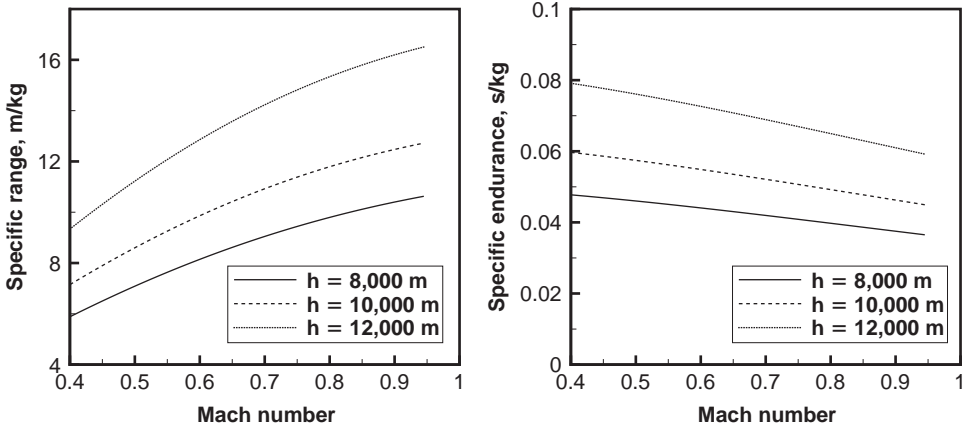 Specific range, m/kg
16
12
8
4
0.4 0.5 0.6 0.7 0.8 0.9 1
Mach number
h = 8,000 m
h = 10,000 m
h = 12,000 m
Specific endurance, s/kg
0.1
0.08
0.06
0.04
0.02
0
0.4 0.5 0.6 0.7 0.8 0.9 1
Mach number
h = 8,000 m
h = 10,000 m
h = 12,000 m